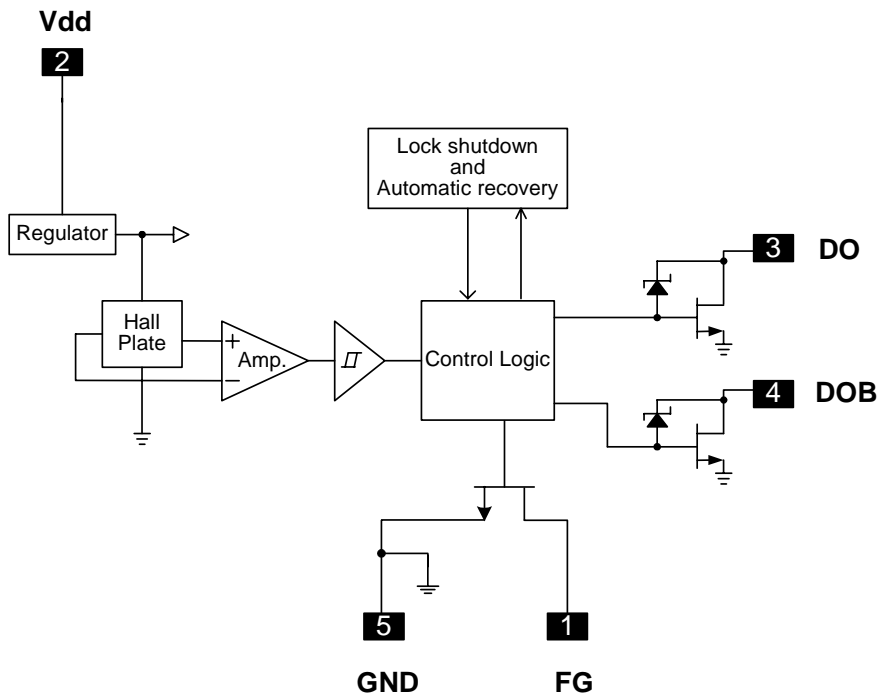 Vdd
2
Lock shutdown
and
Automatic recovery
Regulator
3 DO
Hall
Plate
+
Amp.
−
Control Logic
4 DOB
5
1
GND
FG